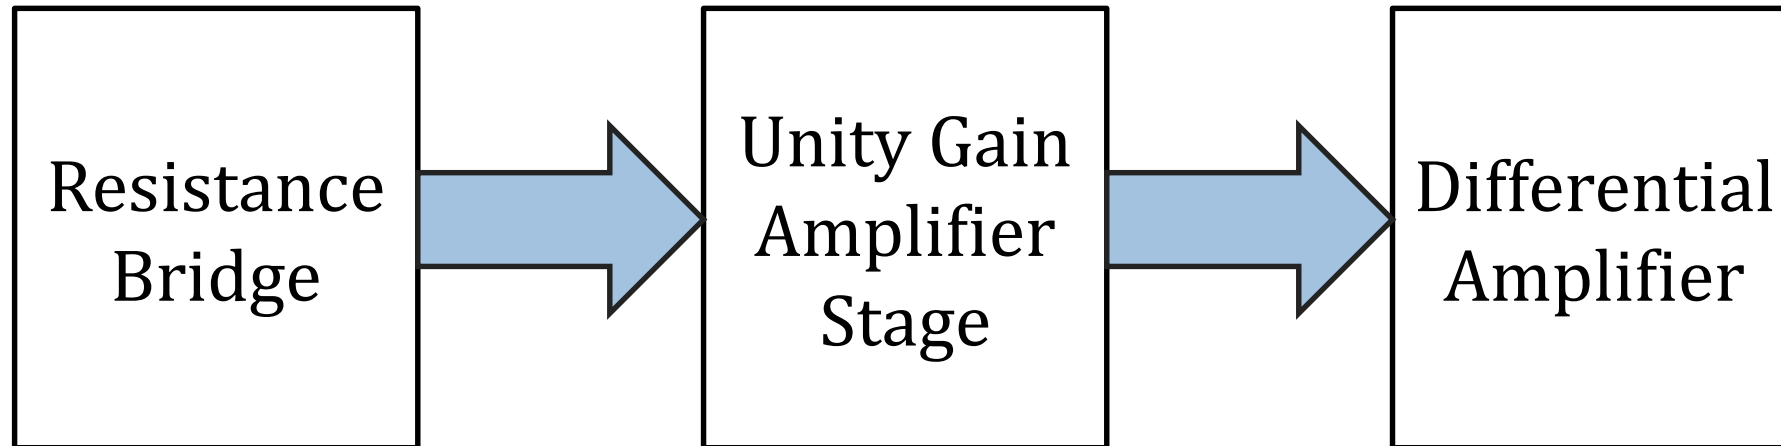 Resistance
Bridge
Unity Gain
Amplifier
Stage
Differential
Amplifier